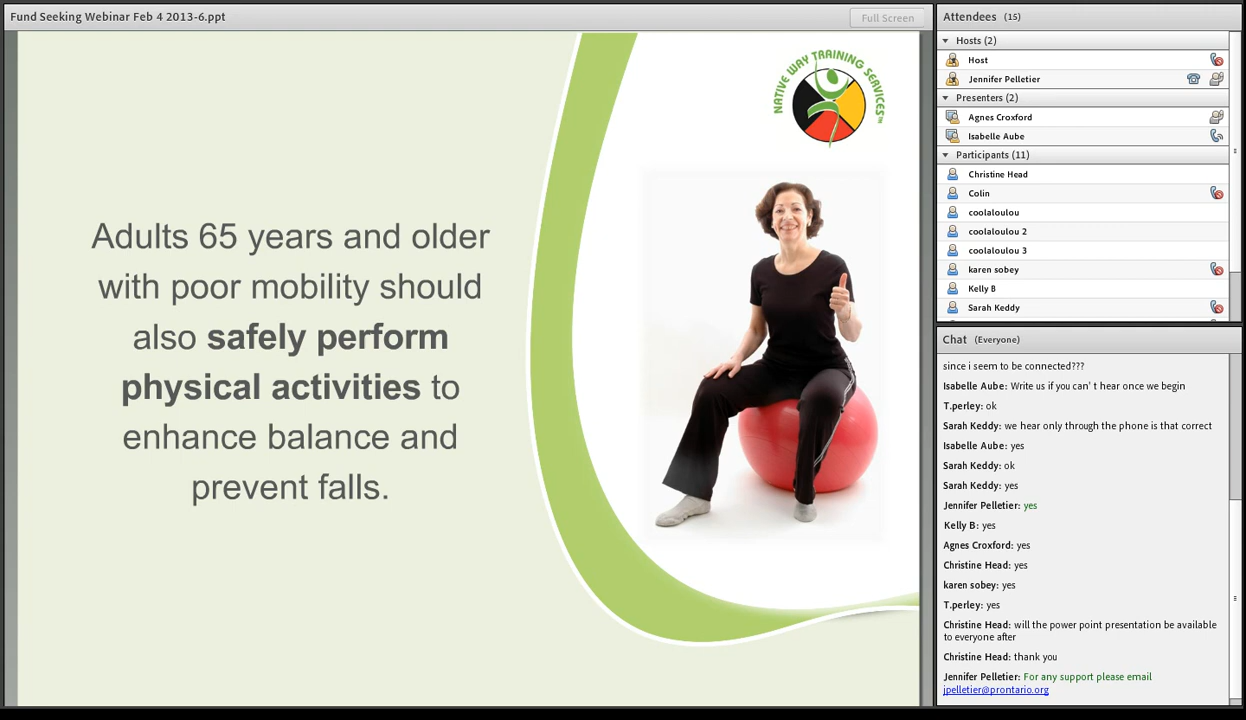 Fund Seeking Webinar Feb 4 2013-6.ppt
Full Screen
NATIVE WAY TRAINING SERVICES™
Adults 65 years and older
with poor mobility should
also safely perform
physical activities to
enhance balance and
prevent falls.
Attendees (15)
Hosts (2)
Host
Jennifer Pelletier
Presenters (2)
Agnes Croxford
Isabelle Aube
Participants (11)
Christine Head
Colin
coolaloulou
coolaloulou 2
coolaloulou 3
karen sobey
Kelly B
Sarah Keddy
Chat (Everyone)
since i seem to be connected???
Isabelle Aube: Write us if you can' t hear once we begin
T.perley: ok
Sarah Keddy: we hear only through the phone is that correct
Isabelle Aube: yes
Sarah Keddy: ok
Sarah Keddy: yes
Jennifer Pelletier: yes
Kelly B: yes
Agnes Croxford: yes
Christine Head: yes
karen sobey: yes
T.perley: yes
Christine Head: will the power point presentation be available
to everyone after
Christine Head: thank you
Jennifer Pelletier: For any support please email
jpelletier@prontario.org